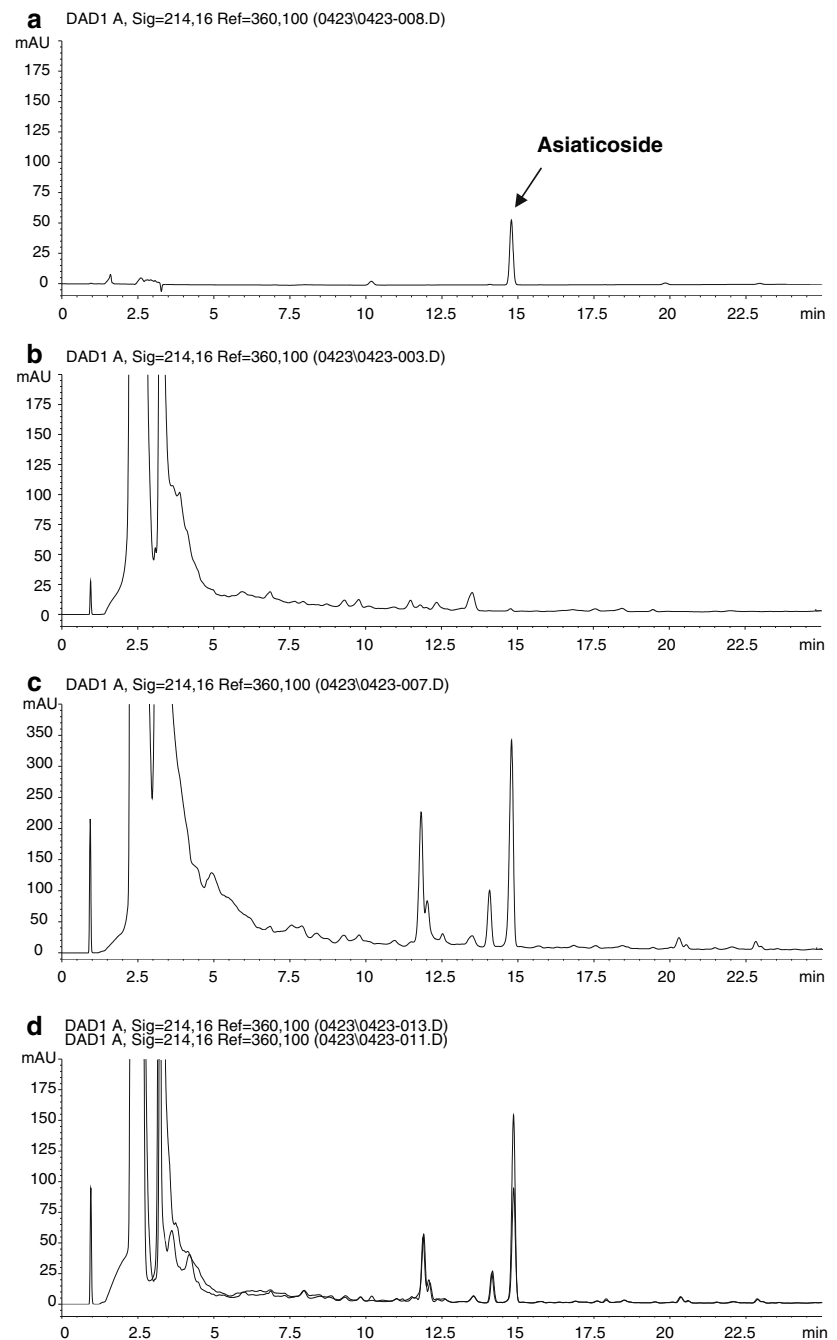 a DAD1 A, Sig=214,16 Ref=360,100 (0423\0423-008.D)
mAU
175
150
125
100
75
50
25
0
Asiaticoside
0 2.5 5 7.5 10 12.5 15 17.5 20 22.5 min
b DAD1 A, Sig=214,16 Ref=360,100 (0423\0423-003.D)
mAU
175
150
125
100
75
50
25
0
0 2.5 5 7.5 10 12.5 15 17.5 20 22.5 min
c DAD1 A, Sig=214,16 Ref=360,100 (0423\0423-007.D)
mAU
350
300
250
200
150
100
50
0
0 2.5 5 7.5 10 12.5 15 17.5 20 22.5 min
d DAD1 A, Sig=214,16 Ref=360,100 (0423\0423-013.D)
DAD1 A, Sig=214,16 Ref=360,100 (0423\0423-011.D)
mAU
175
150
125
100
75
50
25
0
0 2.5 5 7.5 10 12.5 15 17.5 20 22.5 min